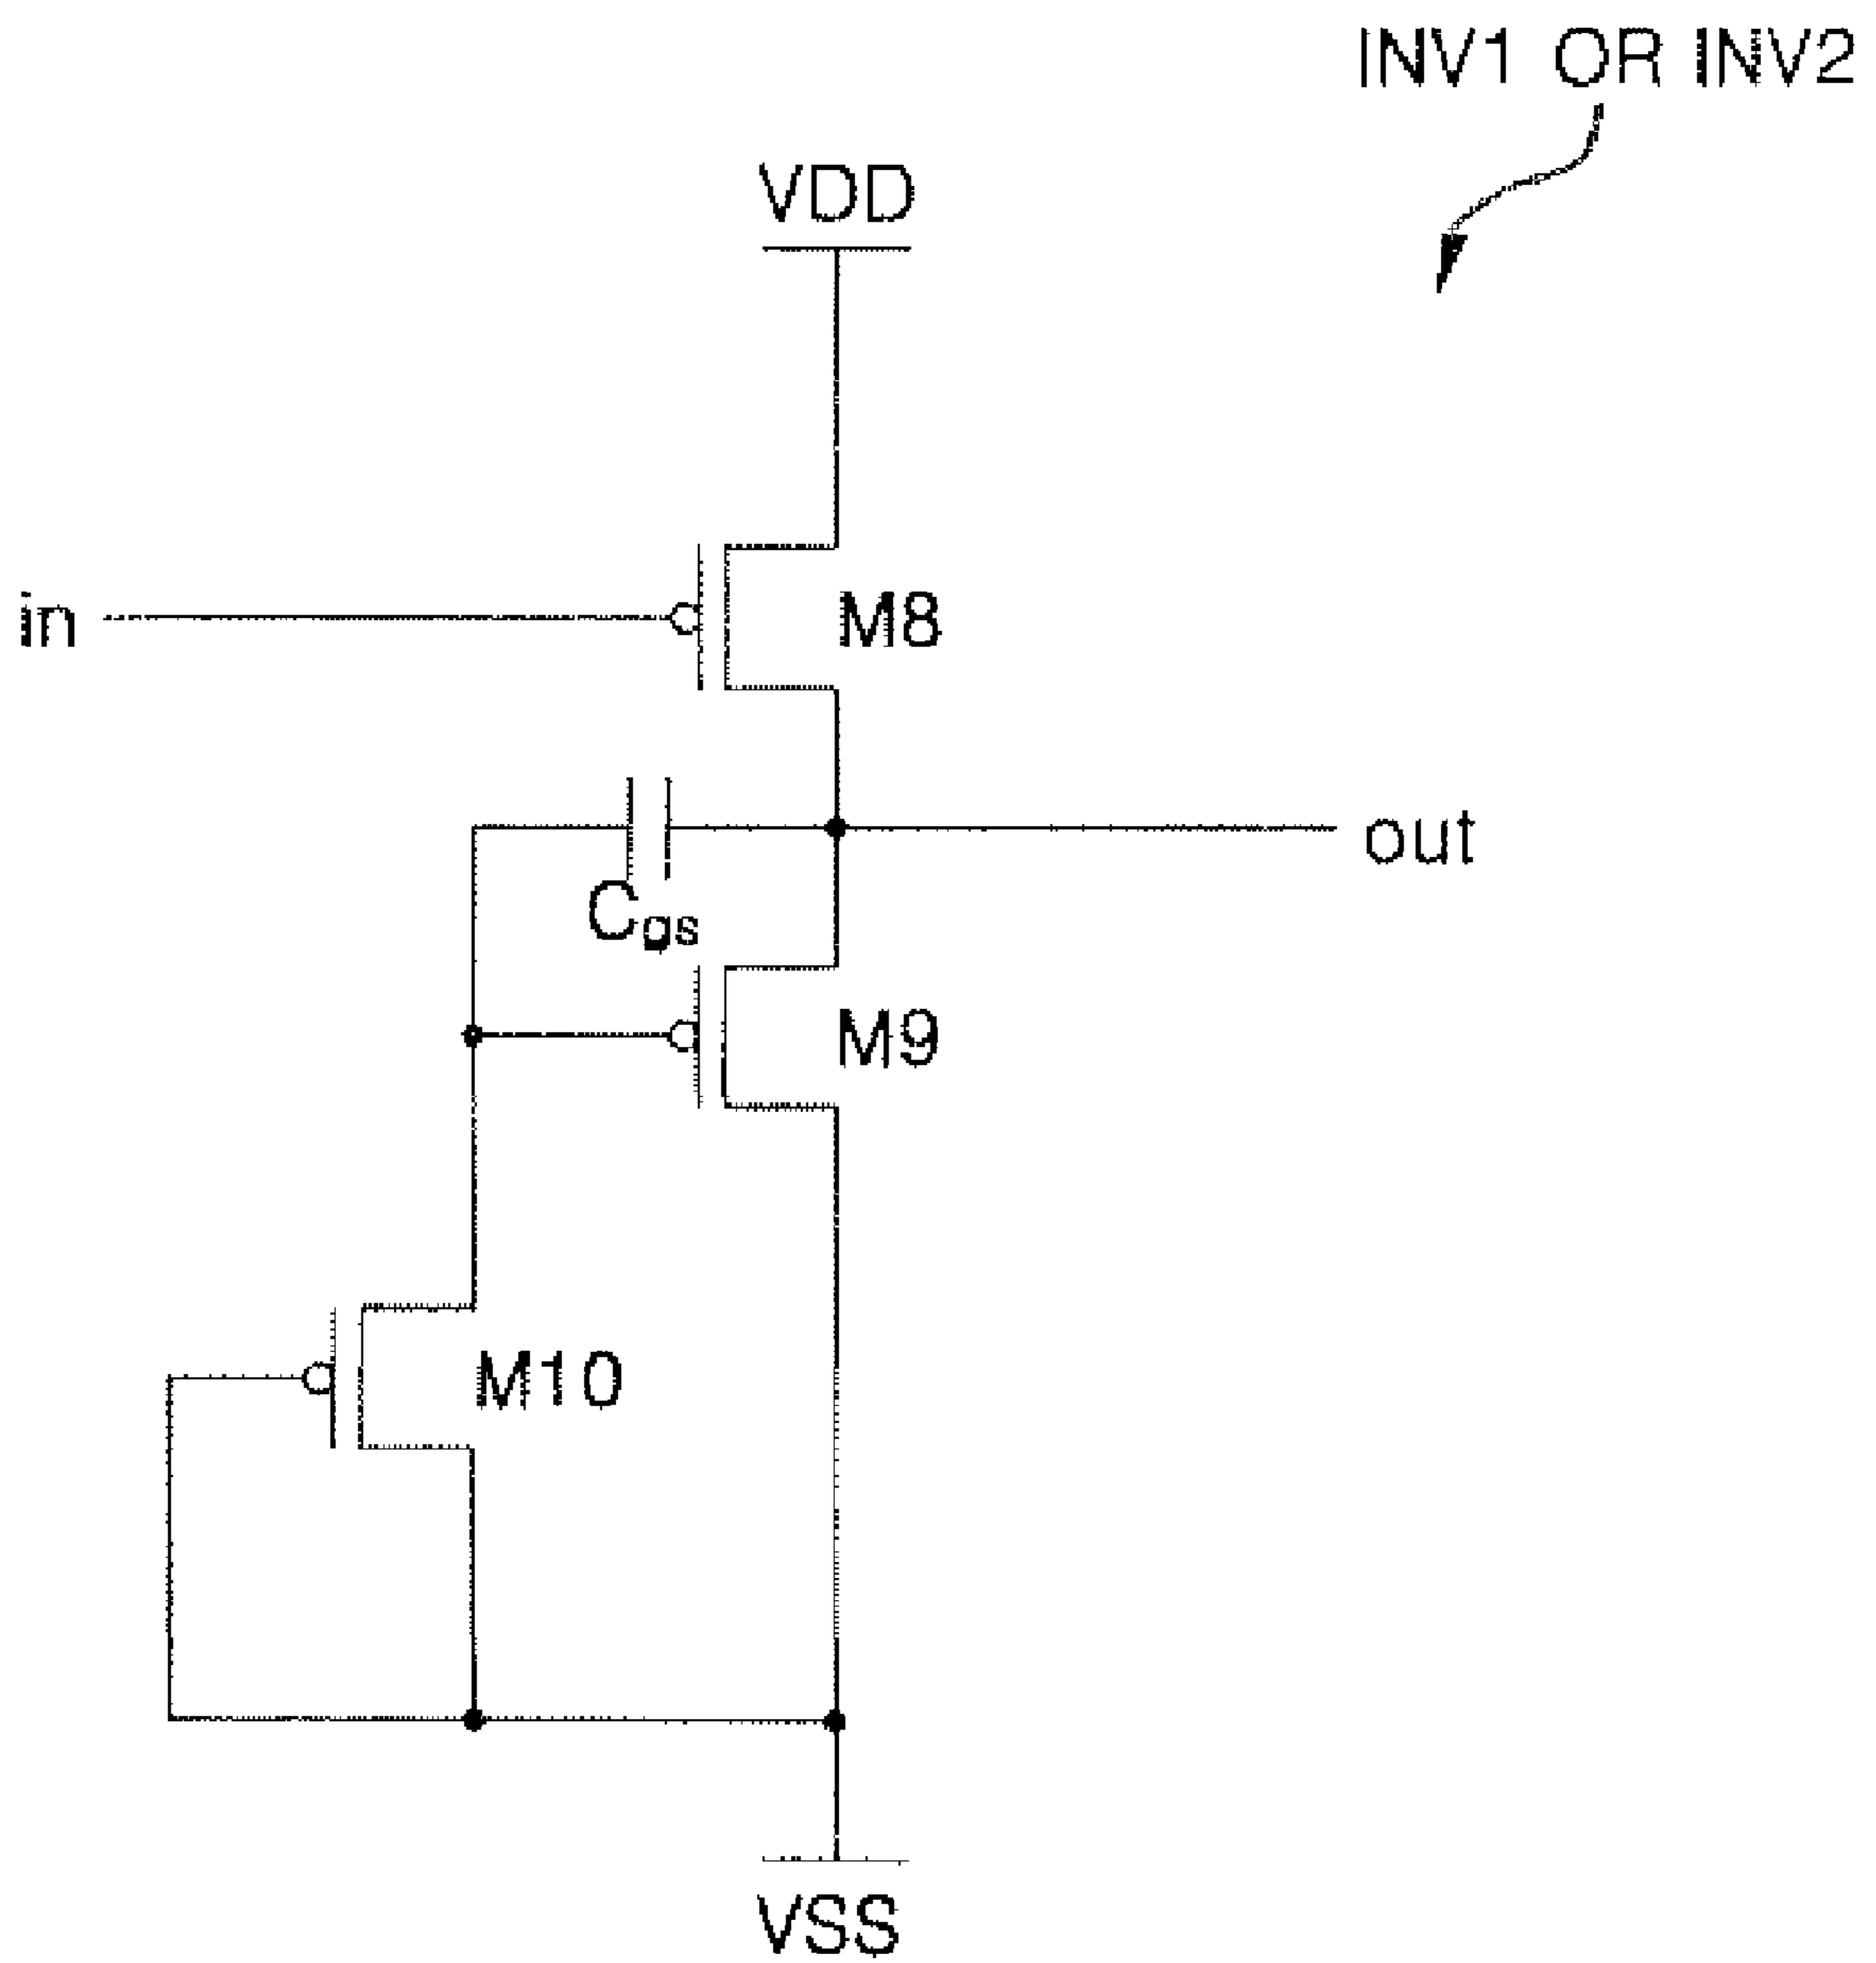 INV1 OR INV2
VDD
in
M8
out
Cgs
M9
M10
VSS